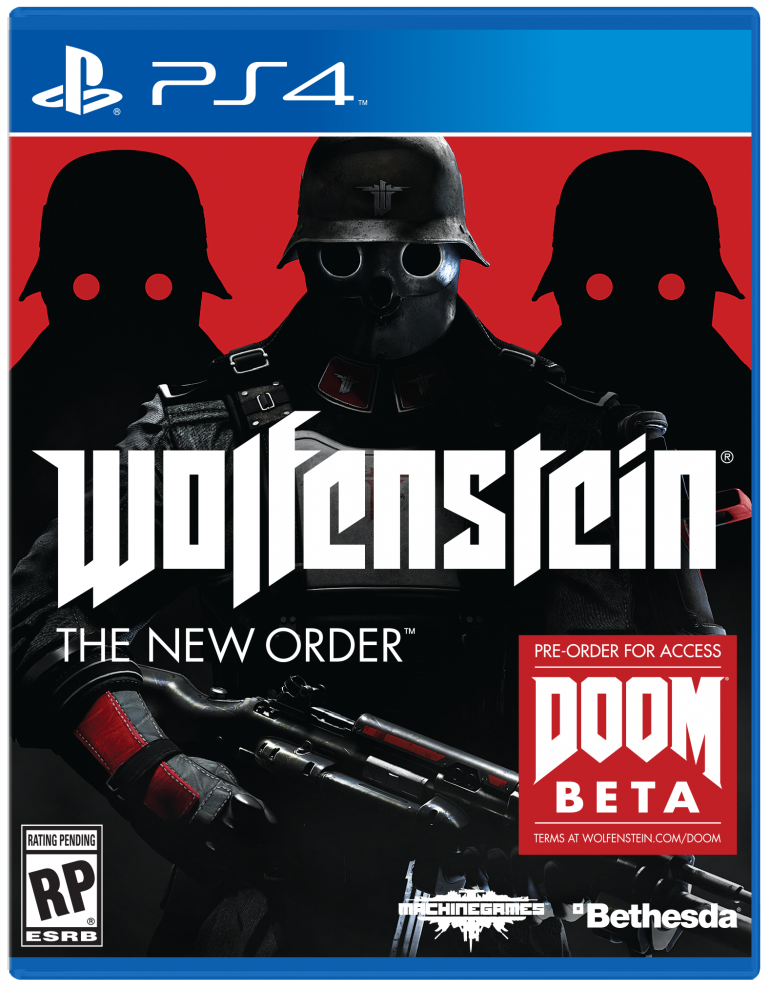 PS4™
Wolfenstein®
THE NEW ORDER™
PRE-ORDER FOR ACCESS
DOOM®
BETA
TERMS AT WOLFENSTEIN.COM/DOOM
RATING PENDING
RP®
ESRB
MACHINEGAMES
Bethesda